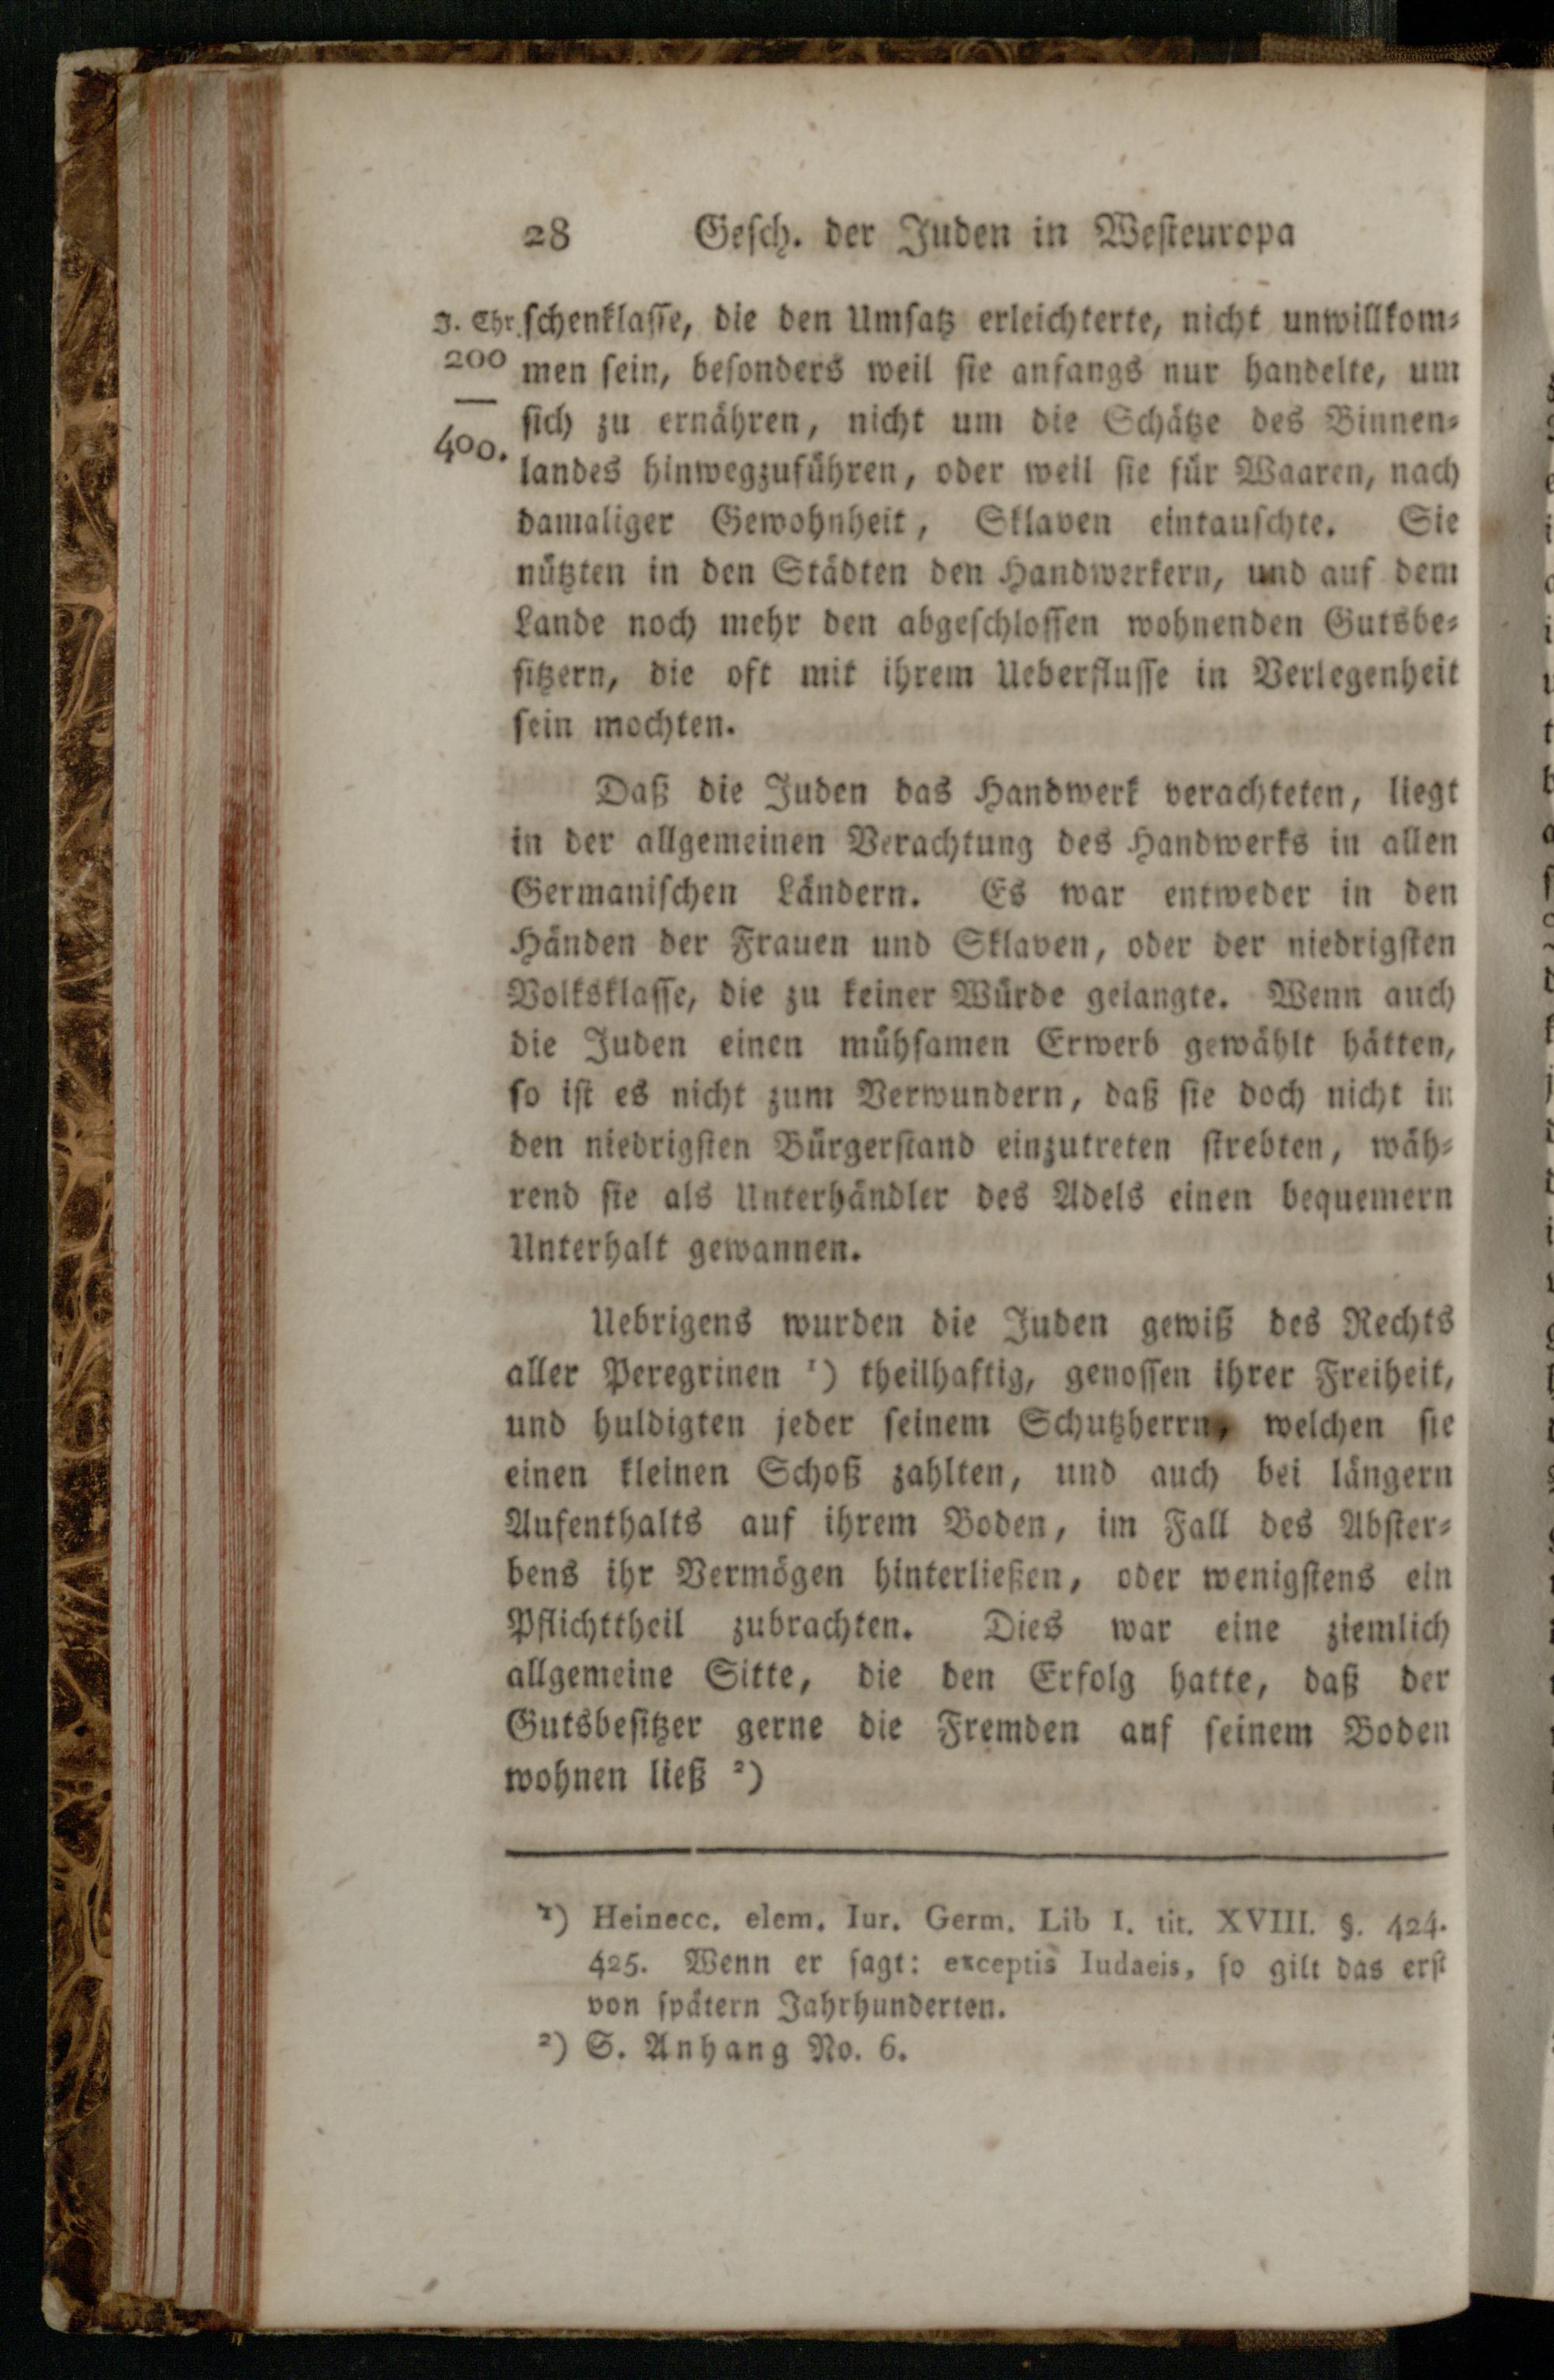 28 Gesch. der Juden in Westeuropa
J. Chr. schenklasse, die den Umsatz erleichterte, nicht unwillkom-
200 men sein, besonders weil sie anfangs nur handelte, um
— sich zu ernähren, nicht um die Schätze des Binnen-
400. landes hinwegzuführen, oder weil sie für Waaren, nach
damaliger Gewohnheit, Sklaven eintauschte. Sie
nützten in den Städten den Handwerkern, und auf dem
Lande noch mehr den abgeschlossen wohnenden Gutsbe-
sitzern, die oft mit ihrem Ueberflusse in Verlegenheit
sein mochten.
Daß die Juden das Handwerk verachteten, liegt
in der allgemeinen Verachtung des Handwerks in allen
Germanischen Ländern. Es war entweder in den
Händen der Frauen und Sklaven, oder der niedrigsten
Volksklasse, die zu keiner Würde gelangte. Wenn auch
die Juden einen mühsamen Erwerb gewählt hätten,
so ist es nicht zum Verwundern, daß sie doch nicht in
den niedrigsten Bürgerstand einzutreten strebten, wäh-
rend sie als Unterhändler des Adels einen bequemern
Unterhalt gewannen.
Uebrigens wurden die Juden gewiß des Rechts
aller Peregrinen ¹) theilhaftig, genossen ihrer Freiheit,
und huldigten jeder seinem Schutzherrn, welchen sie
einen kleinen Schoß zahlten, und auch bei längern
Aufenthalts auf ihrem Boden, im Fall des Abster-
bens ihr Vermögen hinterließen, oder wenigstens ein
Pflichttheil zubrachten. Dies war eine ziemlich
allgemeine Sitte, die den Erfolg hatte, daß der
Gutsbesitzer gerne die Fremden auf seinem Boden
wohnen ließ ²)
¹) Heinecc. elem. Iur. Germ. Lib I. tit. XVIII. §. 424.
425. Wenn er sagt: exceptis Iudaeis, so gilt das erst
von spätern Jahrhunderten.
²) S. Anhang No. 6.